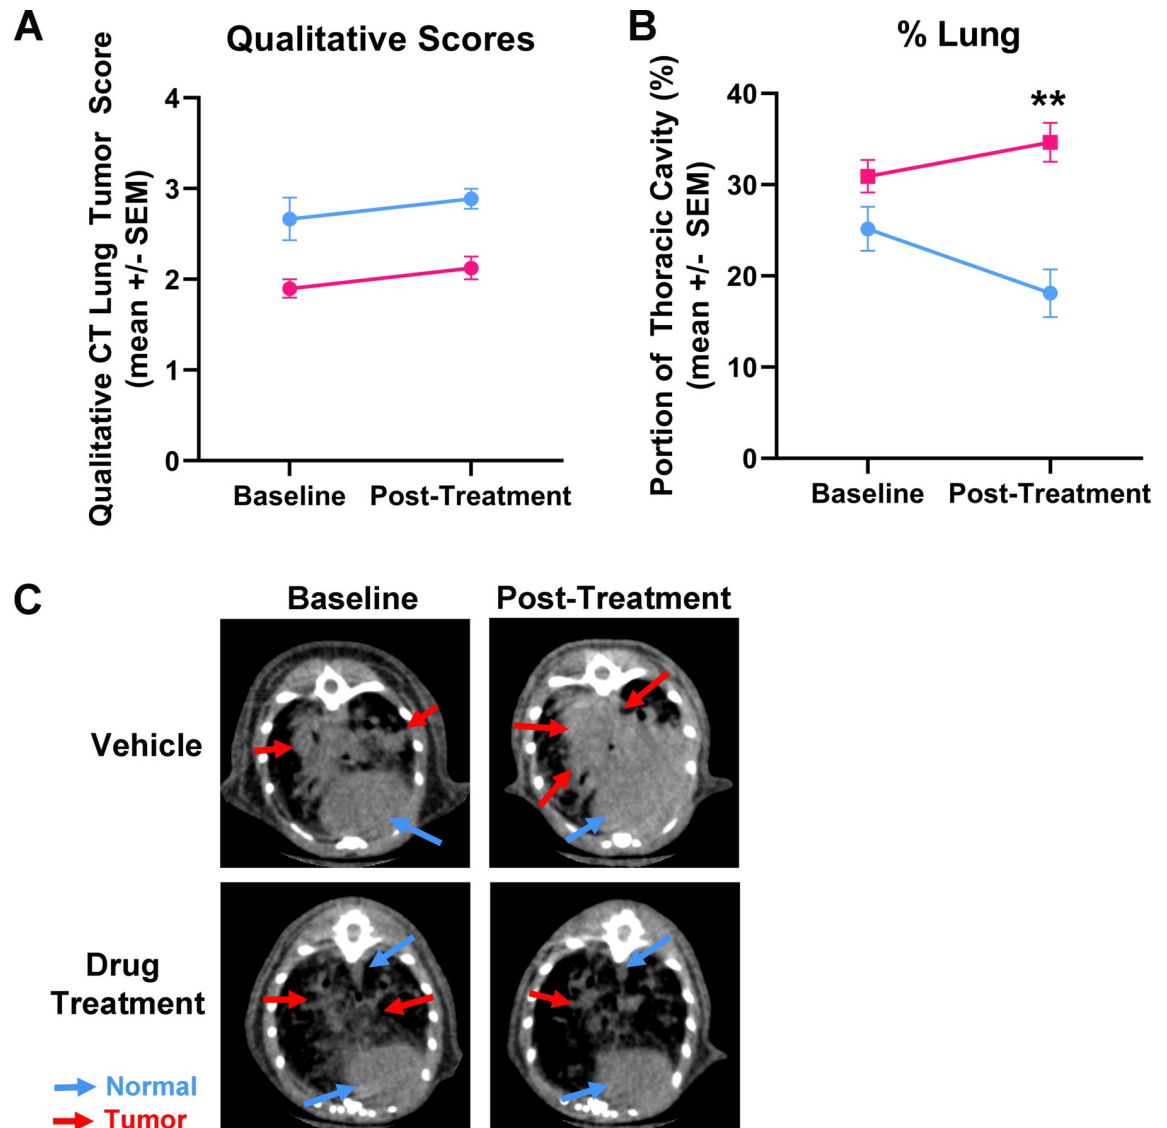 A
Qualitative Scores
Qualitative CT Lung Tumor Score
(mean +/- SEM)
4
3
2
1
0
Baseline
Post-Treatment
B
% Lung
Portion of Thoracic Cavity (%)
(mean +/- SEM)
40
30
20
10
0
**
Baseline
Post-Treatment
C
Baseline
Post-Treatment
Vehicle
Drug
Treatment
Normal
Tumor